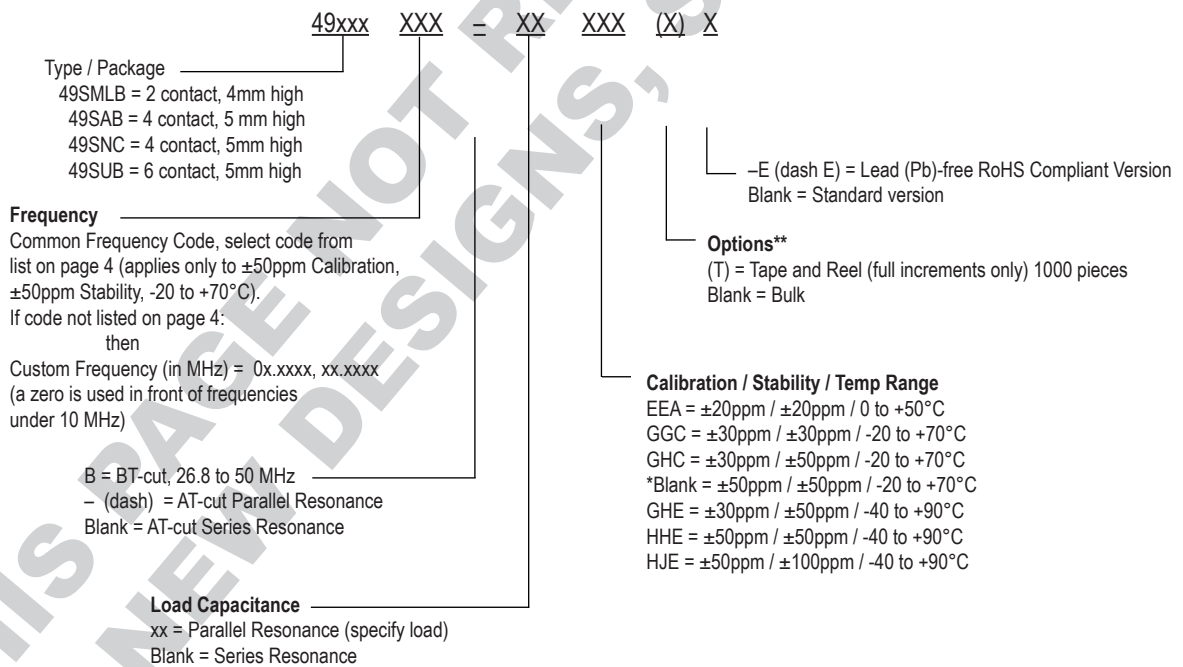 49xxx XXX – XX XXX (X) X
Type / Package
49SMLB = 2 contact, 4mm high
49SAB = 4 contact, 5 mm high
49SNC = 4 contact, 5mm high
49SUB = 6 contact, 5mm high
–E (dash E) = Lead (Pb)-free RoHS Compliant Version
Blank = Standard version
Frequency
Common Frequency Code, select code from
list on page 4 (applies only to ±50ppm Calibration,
±50ppm Stability, -20 to +70°C).
If code not listed on page 4:
then
Custom Frequency (in MHz) = 0x.xxxx, xx.xxxx
(a zero is used in front of frequencies
under 10 MHz)
Options**
(T) = Tape and Reel (full increments only) 1000 pieces
Blank = Bulk
Calibration / Stability / Temp Range
EEA = ±20ppm / ±20ppm / 0 to +50°C
GGC = ±30ppm / ±30ppm / -20 to +70°C
GHC = ±30ppm / ±50ppm / -20 to +70°C
*Blank = ±50ppm / ±50ppm / -20 to +70°C
GHE = ±30ppm / ±50ppm / -40 to +90°C
HHE = ±50ppm / ±50ppm / -40 to +90°C
HJE = ±50ppm / ±100ppm / -40 to +90°C
B = BT-cut, 26.8 to 50 MHz
– (dash) = AT-cut Parallel Resonance
Blank = AT-cut Series Resonance
Load Capacitance
xx = Parallel Resonance (specify load)
Blank = Series Resonance
THIS PAGE NOT
NEW DESIGNS,